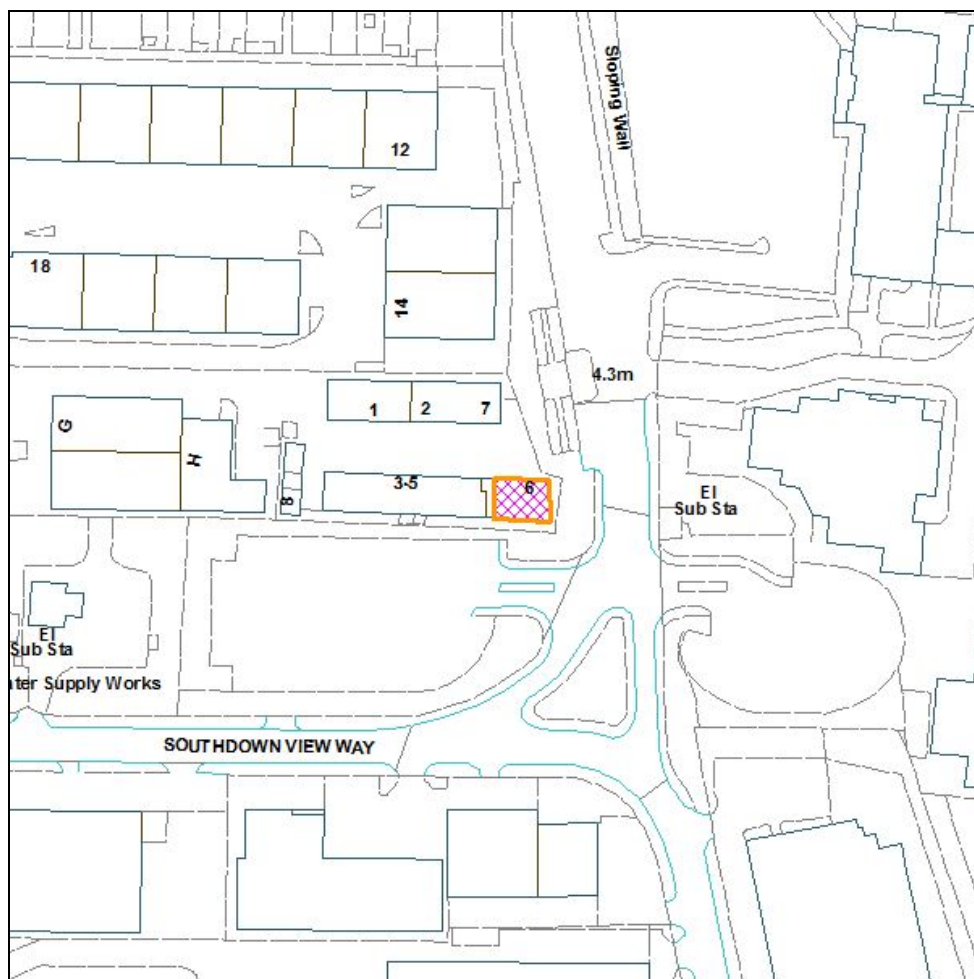 Sloping Wall
12
18
14
4.3m
1
2
7
G
H
8
3-5
6
El
Sub Sta
El
Sub Sta
ter Supply Works
SOUTHDOWN VIEW WAY